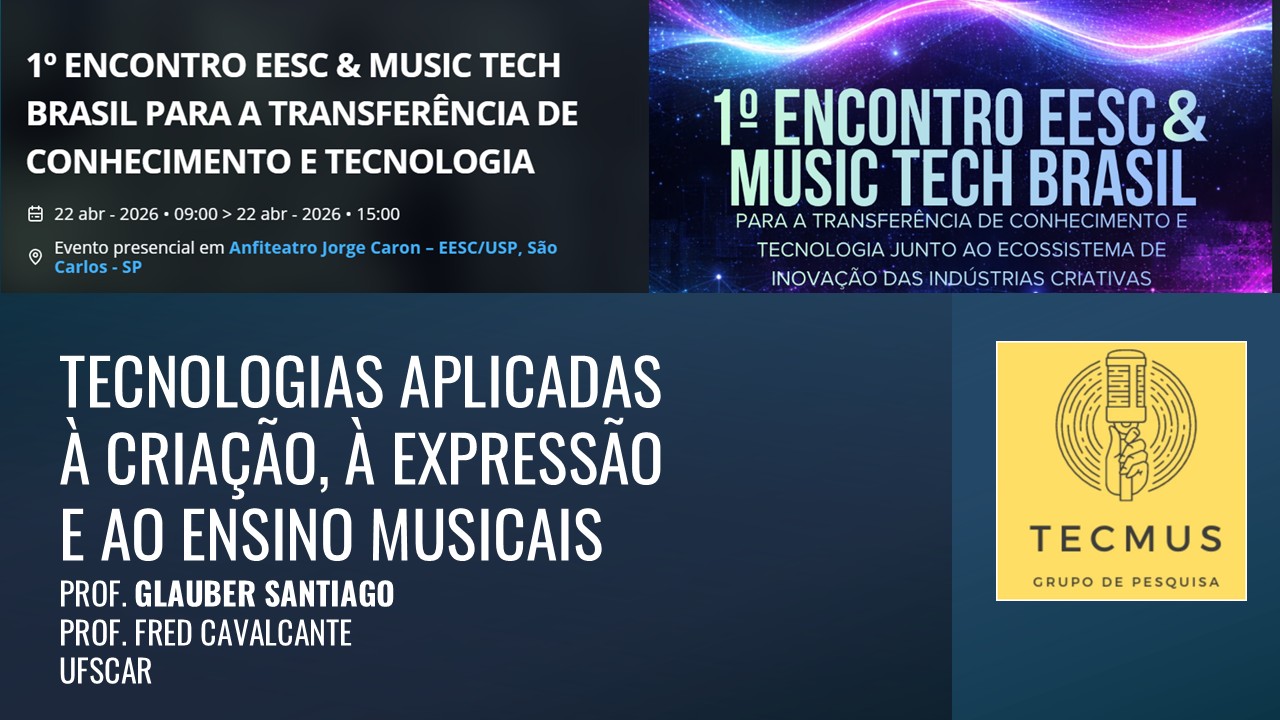 1º ENCONTRO EESC & MUSIC TECH
BRASIL PARA A TRANSFERÊNCIA DE
CONHECIMENTO E TECNOLOGIA
22 abr - 2026 • 09:00 > 22 abr - 2026 • 15:00
Evento presencial em Anfiteatro Jorge Caron – EESC/USP, São
Carlos - SP
1º ENCONTRO EESC &
MUSIC TECH BRASIL
PARA A TRANSFERÊNCIA DE CONHECIMENTO E
TECNOLOGIA JUNTO AO ECOSSISTEMA DE
INOVAÇÃO DAS INDÚSTRIAS CRIATIVAS
TECNOLOGIAS APLICADAS
À CRIAÇÃO, À EXPRESSÃO
E AO ENSINO MUSICAIS
PROF. GLAUBER SANTIAGO
PROF. FRED CAVALCANTE
UFSCAR
TECMUS
GRUPO DE PESQUISA